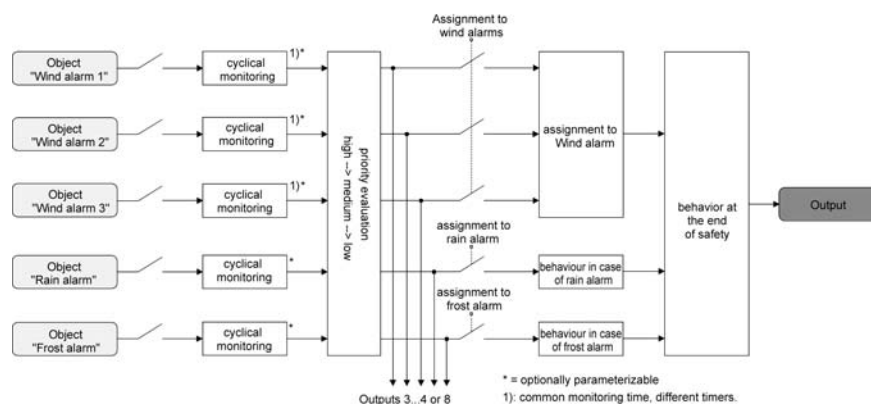 Assignment to
wind alarms
Object
"Wind alarm 1"
cyclical
monitoring
1)*
Object
"Wind alarm 2"
cyclical
monitoring
1)*
Object
"Wind alarm 3"
cyclical
monitoring
1)*
Object
"Rain alarm"
cyclical
monitoring
*
Object
"Frost alarm"
cyclical
monitoring
*
priority evaluation
high --> medium --> low
assignment to
Wind alarm
assignment to
rain alarm
behaviour in case
of rain alarm
assignment to
frost alarm
behaviour in case
of frost alarm
behavior at
the end
of safety
Output
Outputs 3...4 or 8
* = optionally parameterizable
1): common monitoring time, different timers.